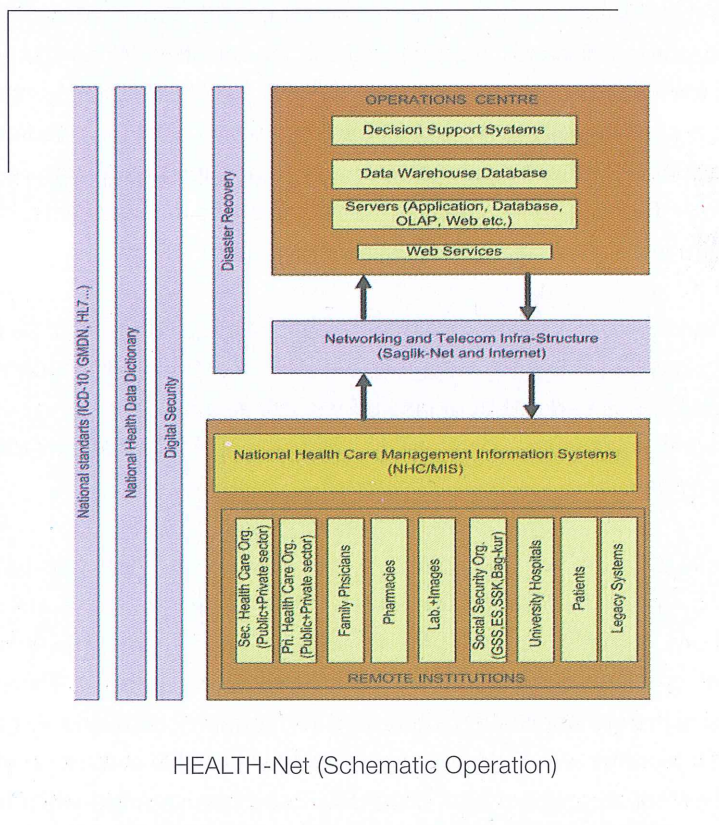 National standarts (ICD-10, GMDN, HL7...)
National Health Data Dictionary
Digital Security
Disaster Recovery
OPERATIONS CENTRE
Decision Support Systems
Data Warehouse Database
Servers (Application, Database,
OLAP, Web etc.)
Web Services
Networking and Telecom Infra-Structure
(Saglik-Net and Internet)
National Health Care Management Information Systems
(NHC/MIS)
Sec. Health Care Org.
(Public+Private sector)
Pri. Health Care Org.
(Public+Private sector)
Family Phsicians
Pharmacies
Lab.+Images
Social Security Org.
(GSS,ES,SSK,Bag-kur)
University Hospitals
Patients
Legacy Systems
REMOTE INSTITUTIONS
HEALTH-Net (Schematic Operation)